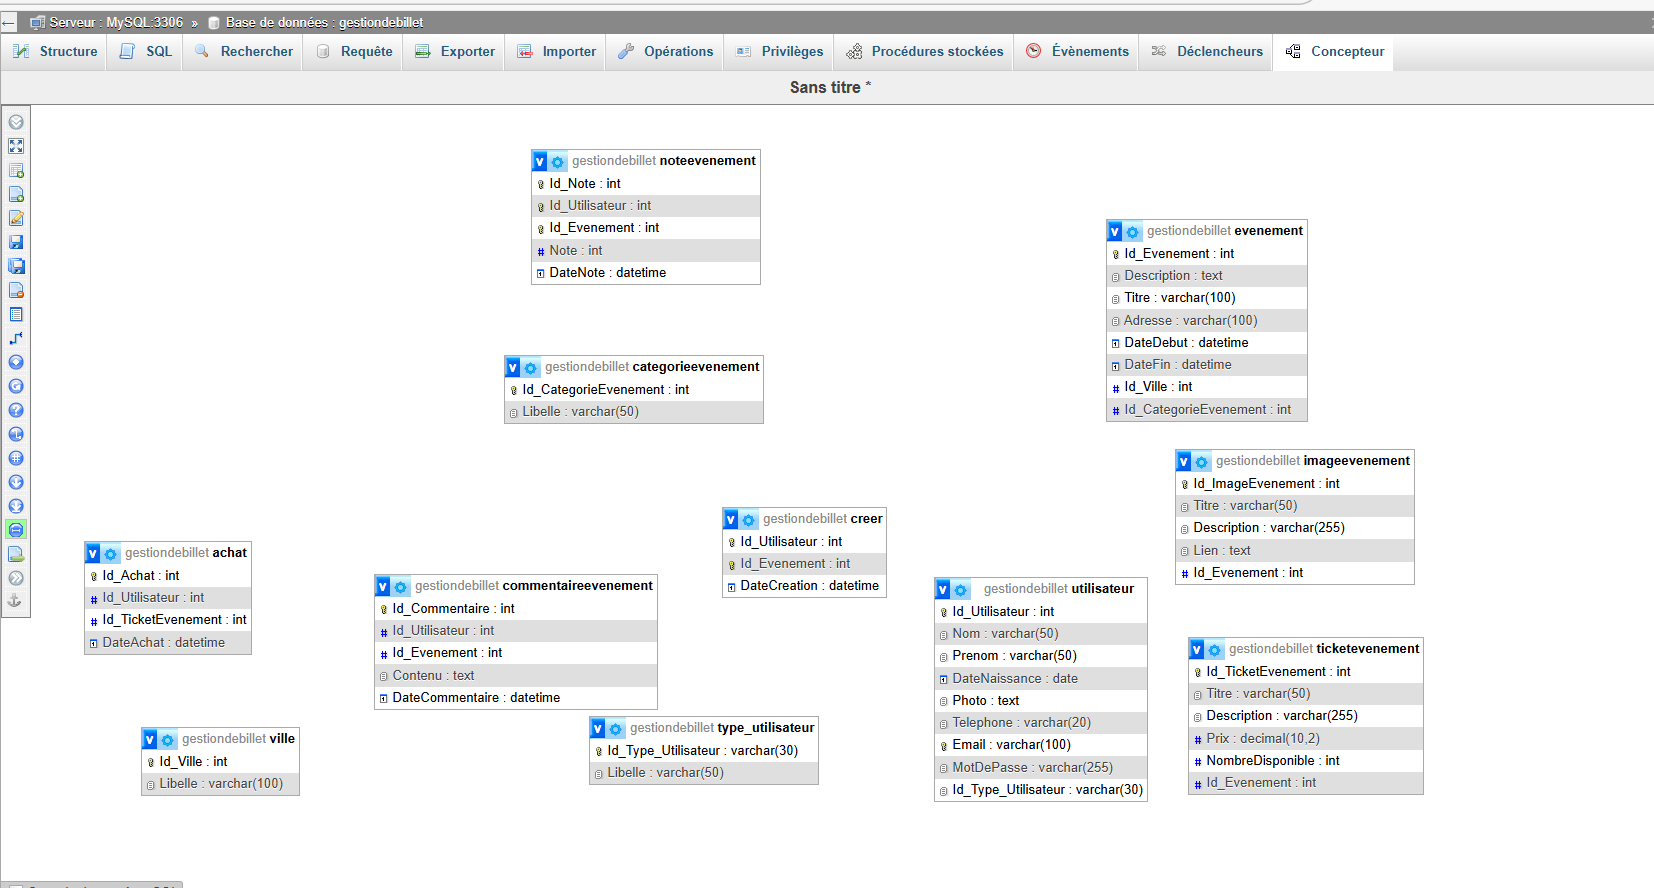 Serveur : MySQL:3306 » Base de données : gestiondebillet
Structure SQL Rechercher Requête Exporter Importer Opérations Privilèges Procédures stockées Évènements Déclencheurs Concepteur
Sans titre *
v gestiondebillet noteevenement
Id_Note : int
Id_Utilisateur : int
Id_Evenement : int
# Note : int
DateNote : datetime
v gestiondebillet evenement
Id_Evenement : int
Description : text
Titre : varchar(100)
Adresse : varchar(100)
DateDebut : datetime
DateFin : datetime
# Id_Ville : int
# Id_CategorieEvenement : int
v gestiondebillet categorieevenement
Id_CategorieEvenement : int
Libelle : varchar(50)
v gestiondebillet imageevenement
Id_ImageEvenement : int
Titre : varchar(50)
Description : varchar(255)
Lien : text
# Id_Evenement : int
v gestiondebillet creer
Id_Utilisateur : int
Id_Evenement : int
DateCreation : datetime
v gestiondebillet achat
Id_Achat : int
# Id_Utilisateur : int
# Id_TicketEvenement : int
DateAchat : datetime
v gestiondebillet commentaireevenement
Id_Commentaire : int
# Id_Utilisateur : int
# Id_Evenement : int
Contenu : text
DateCommentaire : datetime
v gestiondebillet utilisateur
Id_Utilisateur : int
Nom : varchar(50)
Prenom : varchar(50)
DateNaissance : date
Photo : text
Telephone : varchar(20)
Email : varchar(100)
MotDePasse : varchar(255)
Id_Type_Utilisateur : varchar(30)
v gestiondebillet ticketevenement
Id_TicketEvenement : int
Titre : varchar(50)
Description : varchar(255)
# Prix : decimal(10,2)
# NombreDisponible : int
# Id_Evenement : int
v gestiondebillet type_utilisateur
Id_Type_Utilisateur : varchar(30)
Libelle : varchar(50)
v gestiondebillet ville
Id_Ville : int
Libelle : varchar(100)